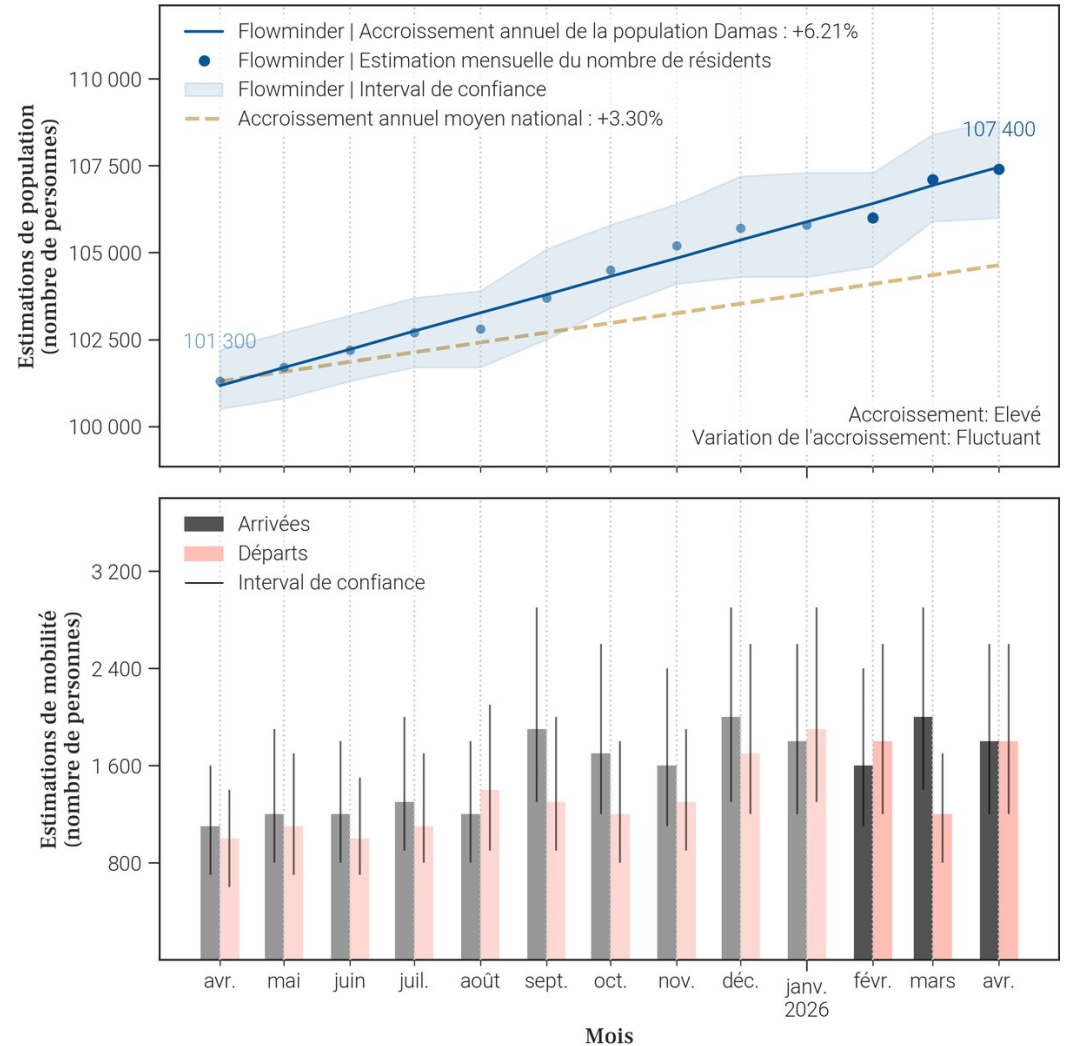 Flowminder | Accroissement annuel de la population Damas : +6.21%
Flowminder | Estimation mensuelle du nombre de résidents
Flowminder | Interval de confiance
Accroissement annuel moyen national : +3.30%
Estimations de population
(nombre de personnes)
110 000
107 500
105 000
102 500
100 000
101 300
107 400
Accroissement: Elevé
Variation de l'accroissement: Fluctuant
Arrivées
Départs
Interval de confiance
Estimations de mobilité
(nombre de personnes)
3 200
2 400
1 600
800
avr. mai juin juil. août sept. oct. nov. déc. janv. févr. mars avr.
2026
Mois